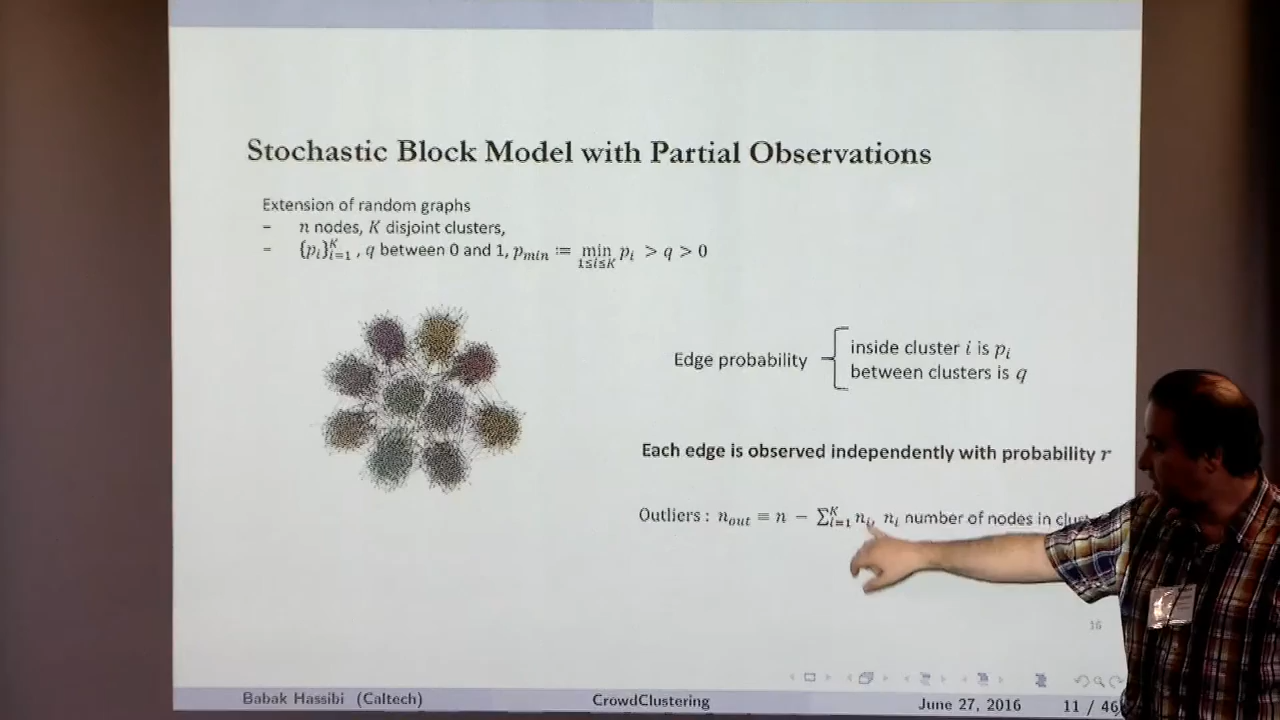 Stochastic Block Model with Partial Observations
Extension of random graphs
- n nodes, K disjoint clusters,
- {p_i}_{i=1}^K , q between 0 and 1, p_min := min_{1≤i≤K} p_i > q > 0
Edge probability
inside cluster i is p_i
between clusters is q
Each edge is observed independently with probability r
Outliers : n_out ≡ n − Σ_{i=1}^K n_i, n_i number of nodes in
16
Babak Hassibi (Caltech) CrowdClustering June 27, 2016 11 / 46